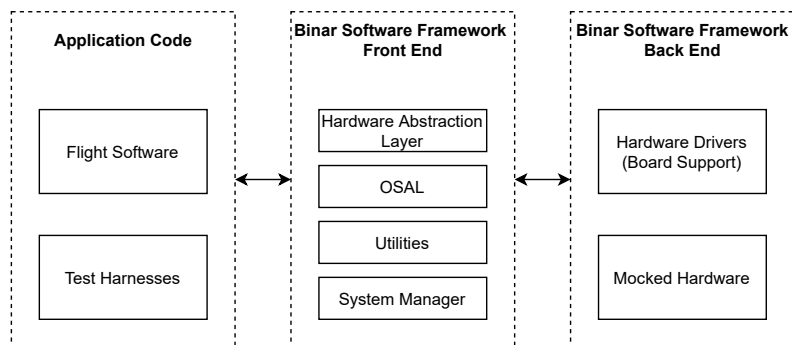 Application Code
Flight Software
Test Harnesses
Binar Software Framework
Front End
Hardware Abstraction
Layer
OSAL
Utilities
System Manager
Binar Software Framework
Back End
Hardware Drivers
(Board Support)
Mocked Hardware